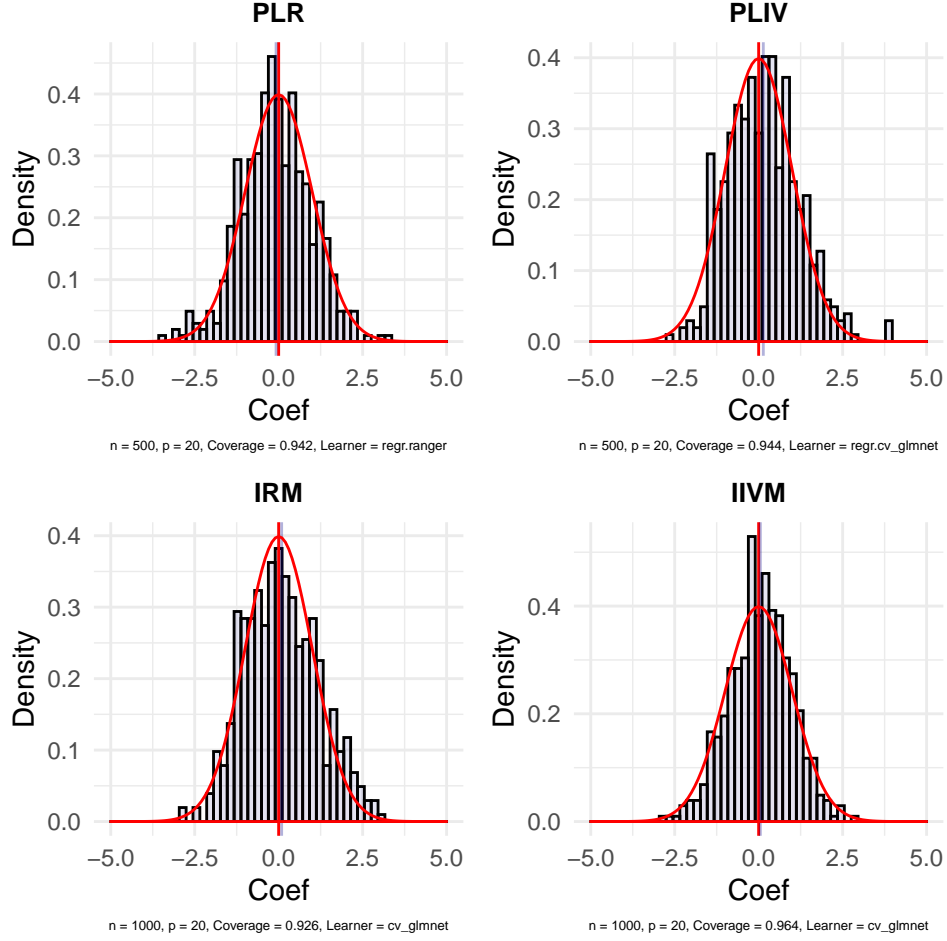 PLR
PLIV
Density
0.4
0.3
0.2
0.1
0.0
−5.0 −2.5 0.0 2.5 5.0
Coef
n = 500, p = 20, Coverage = 0.942, Learner = regr.ranger
Density
0.4
0.3
0.2
0.1
0.0
−5.0 −2.5 0.0 2.5 5.0
Coef
n = 500, p = 20, Coverage = 0.944, Learner = regr.cv_glmnet
IRM
IIVM
Density
0.4
0.3
0.2
0.1
0.0
−5.0 −2.5 0.0 2.5 5.0
Coef
n = 1000, p = 20, Coverage = 0.926, Learner = cv_glmnet
Density
0.4
0.2
0.0
−5.0 −2.5 0.0 2.5 5.0
Coef
n = 1000, p = 20, Coverage = 0.964, Learner = cv_glmnet